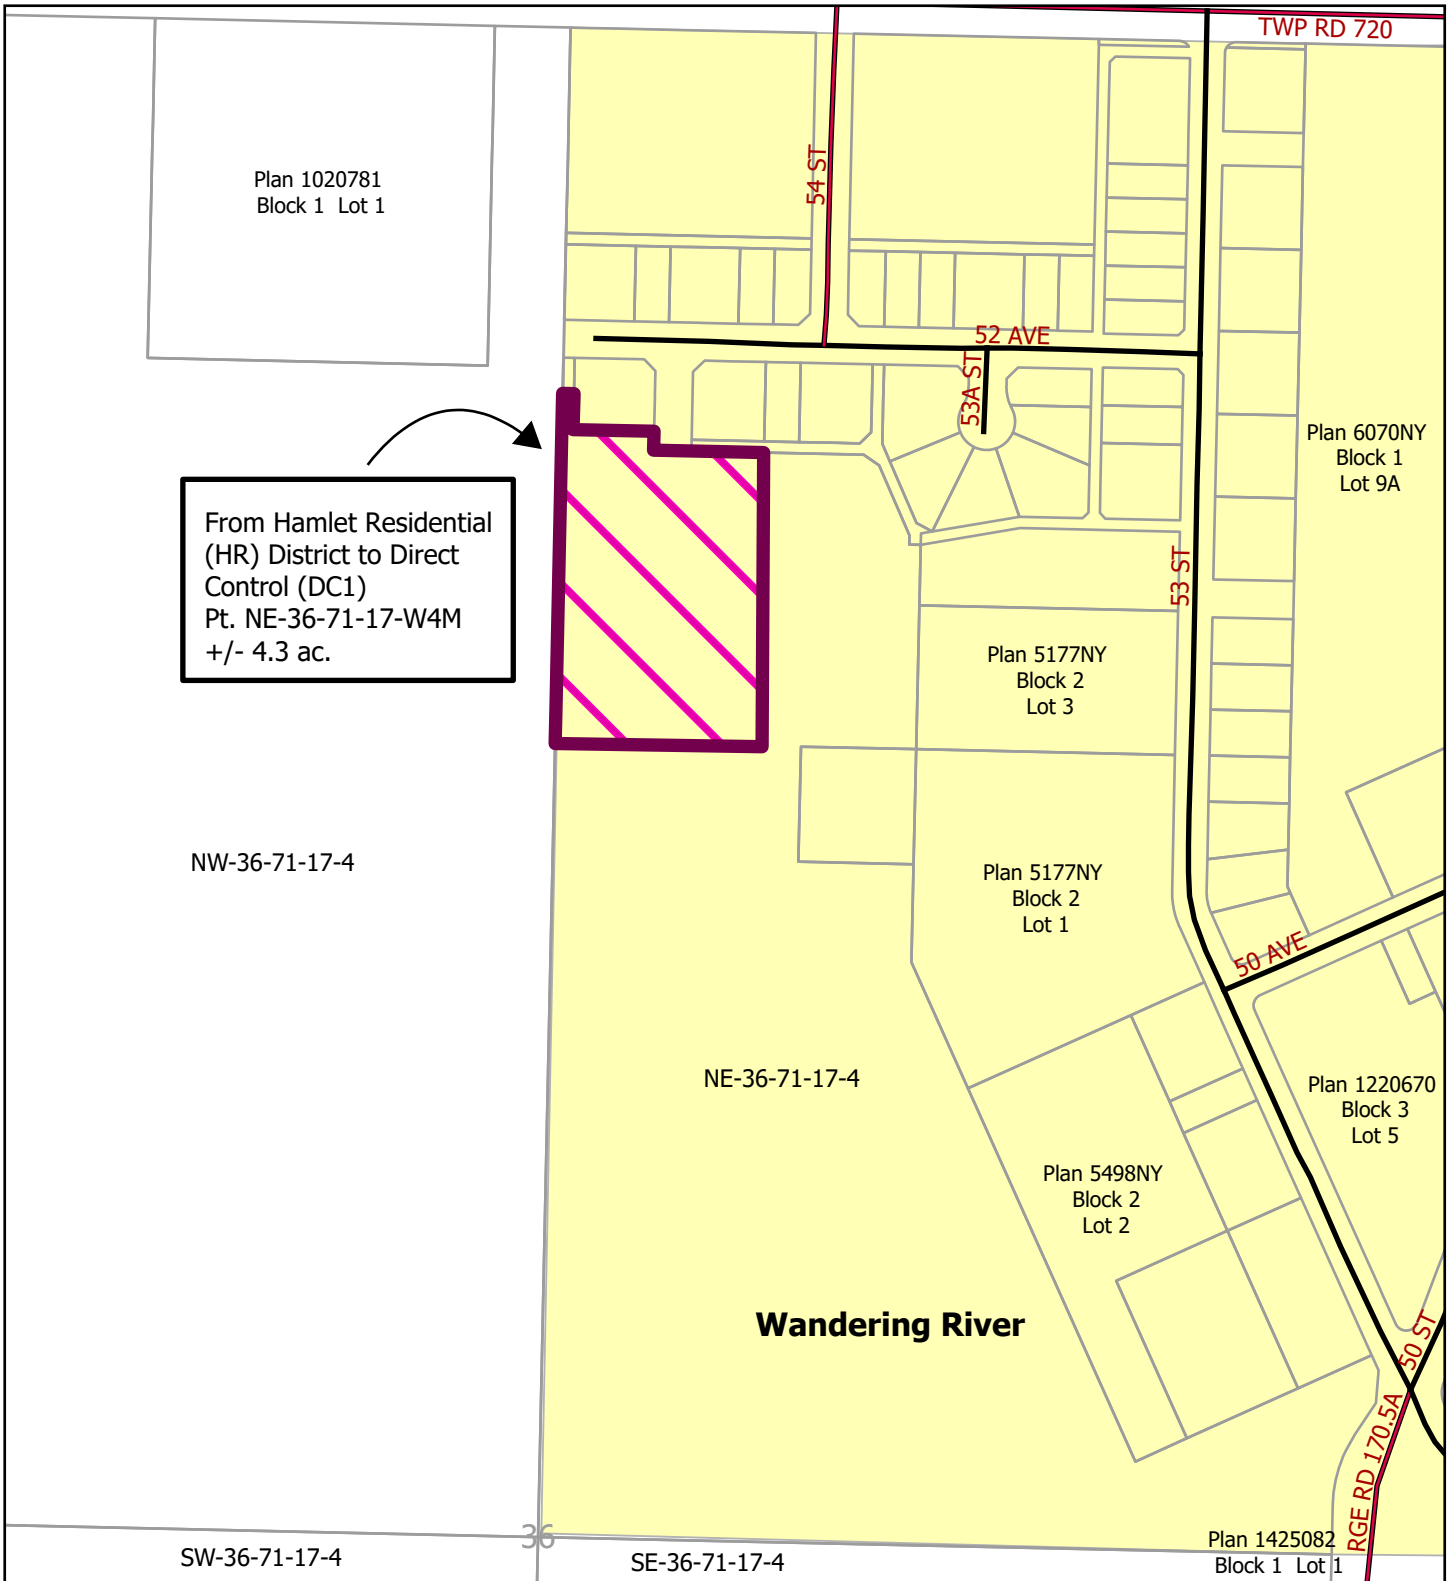 TWP RD 720
Plan 1020781
Block 1 Lot 1
54 ST
52 AVE
53A ST
Plan 6070NY
Block 1
Lot 9A
From Hamlet Residential
(HR) District to Direct
Control (DC1)
Pt. NE-36-71-17-W4M
+/- 4.3 ac.
53 ST
Plan 5177NY
Block 2
Lot 3
NW-36-71-17-4
Plan 5177NY
Block 2
Lot 1
50 AVE
NE-36-71-17-4
Plan 1220670
Block 3
Lot 5
Plan 5498NY
Block 2
Lot 2
Wandering River
50 ST
RGE RD 170.5A
36
SW-36-71-17-4
SE-36-71-17-4
Plan 1425082
Block 1 Lot 1